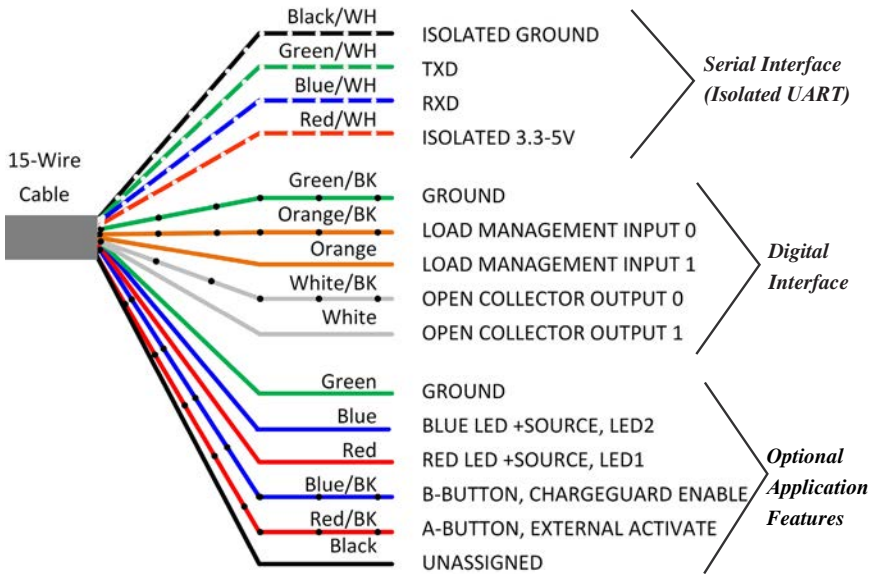 15-Wire
Cable
Black/WH ISOLATED GROUND
Green/WH TXD
Blue/WH RXD
Red/WH ISOLATED 3.3-5V
Serial Interface
(Isolated UART)
Green/BK GROUND
Orange/BK LOAD MANAGEMENT INPUT 0
Orange LOAD MANAGEMENT INPUT 1
White/BK OPEN COLLECTOR OUTPUT 0
White OPEN COLLECTOR OUTPUT 1
Digital
Interface
Green GROUND
Blue BLUE LED +SOURCE, LED2
Red RED LED +SOURCE, LED1
Blue/BK B-BUTTON, CHARGEGUARD ENABLE
Red/BK A-BUTTON, EXTERNAL ACTIVATE
Black UNASSIGNED
Optional
Application
Features